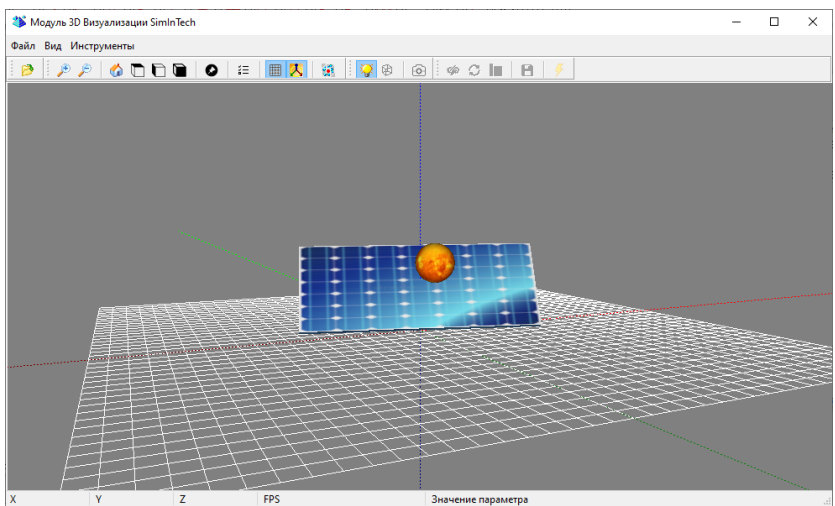 Модуль 3D Визуализации SimInTech
Файл Вид Инструменты
X Y Z FPS Значение параметра